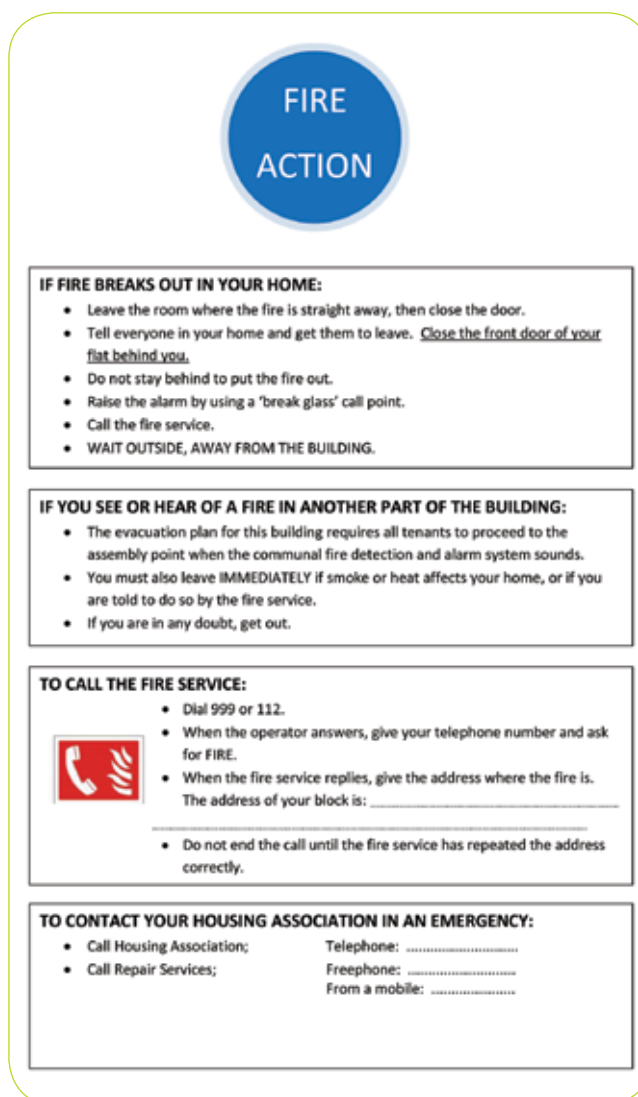 FIRE
ACTION
IF FIRE BREAKS OUT IN YOUR HOME:
• Leave the room where the fire is straight away, then close the door.
• Tell everyone in your home and get them to leave. Close the front door of your
flat behind you.
• Do not stay behind to put the fire out.
• Raise the alarm by using a ‘break glass’ call point.
• Call the fire service.
• WAIT OUTSIDE, AWAY FROM THE BUILDING.
IF YOU SEE OR HEAR OF A FIRE IN ANOTHER PART OF THE BUILDING:
• The evacuation plan for this building requires all tenants to proceed to the
assembly point when the communal fire detection and alarm system sounds.
• You must also leave IMMEDIATELY if smoke or heat affects your home, or if you
are told to do so by the fire service.
• If you are in any doubt, get out.
TO CALL THE FIRE SERVICE:
• Dial 999 or 112.
• When the operator answers, give your telephone number and ask
for FIRE.
• When the fire service replies, give the address where the fire is.
The address of your block is: ........................................
........................................................................
• Do not end the call until the fire service has repeated the address
correctly.
TO CONTACT YOUR HOUSING ASSOCIATION IN AN EMERGENCY:
• Call Housing Association; Telephone: ..............................
• Call Repair Services; Freephone: .............................
From a mobile: .......................